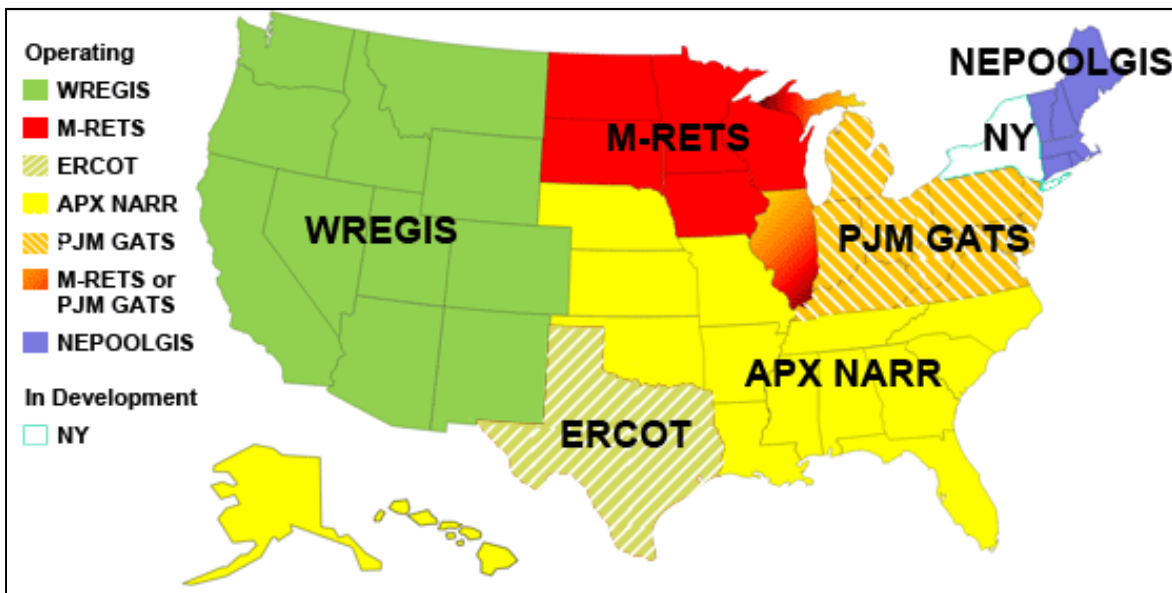 Operating
WREGIS
M-RETS
ERCOT
APX NARR
PJM GATS
M-RETS or
PJM GATS
NEPOOLGIS
In Development
NY
NEPOOLGIS
NY
M-RETS
WREGIS
PJM GATS
APX NARR
ERCOT